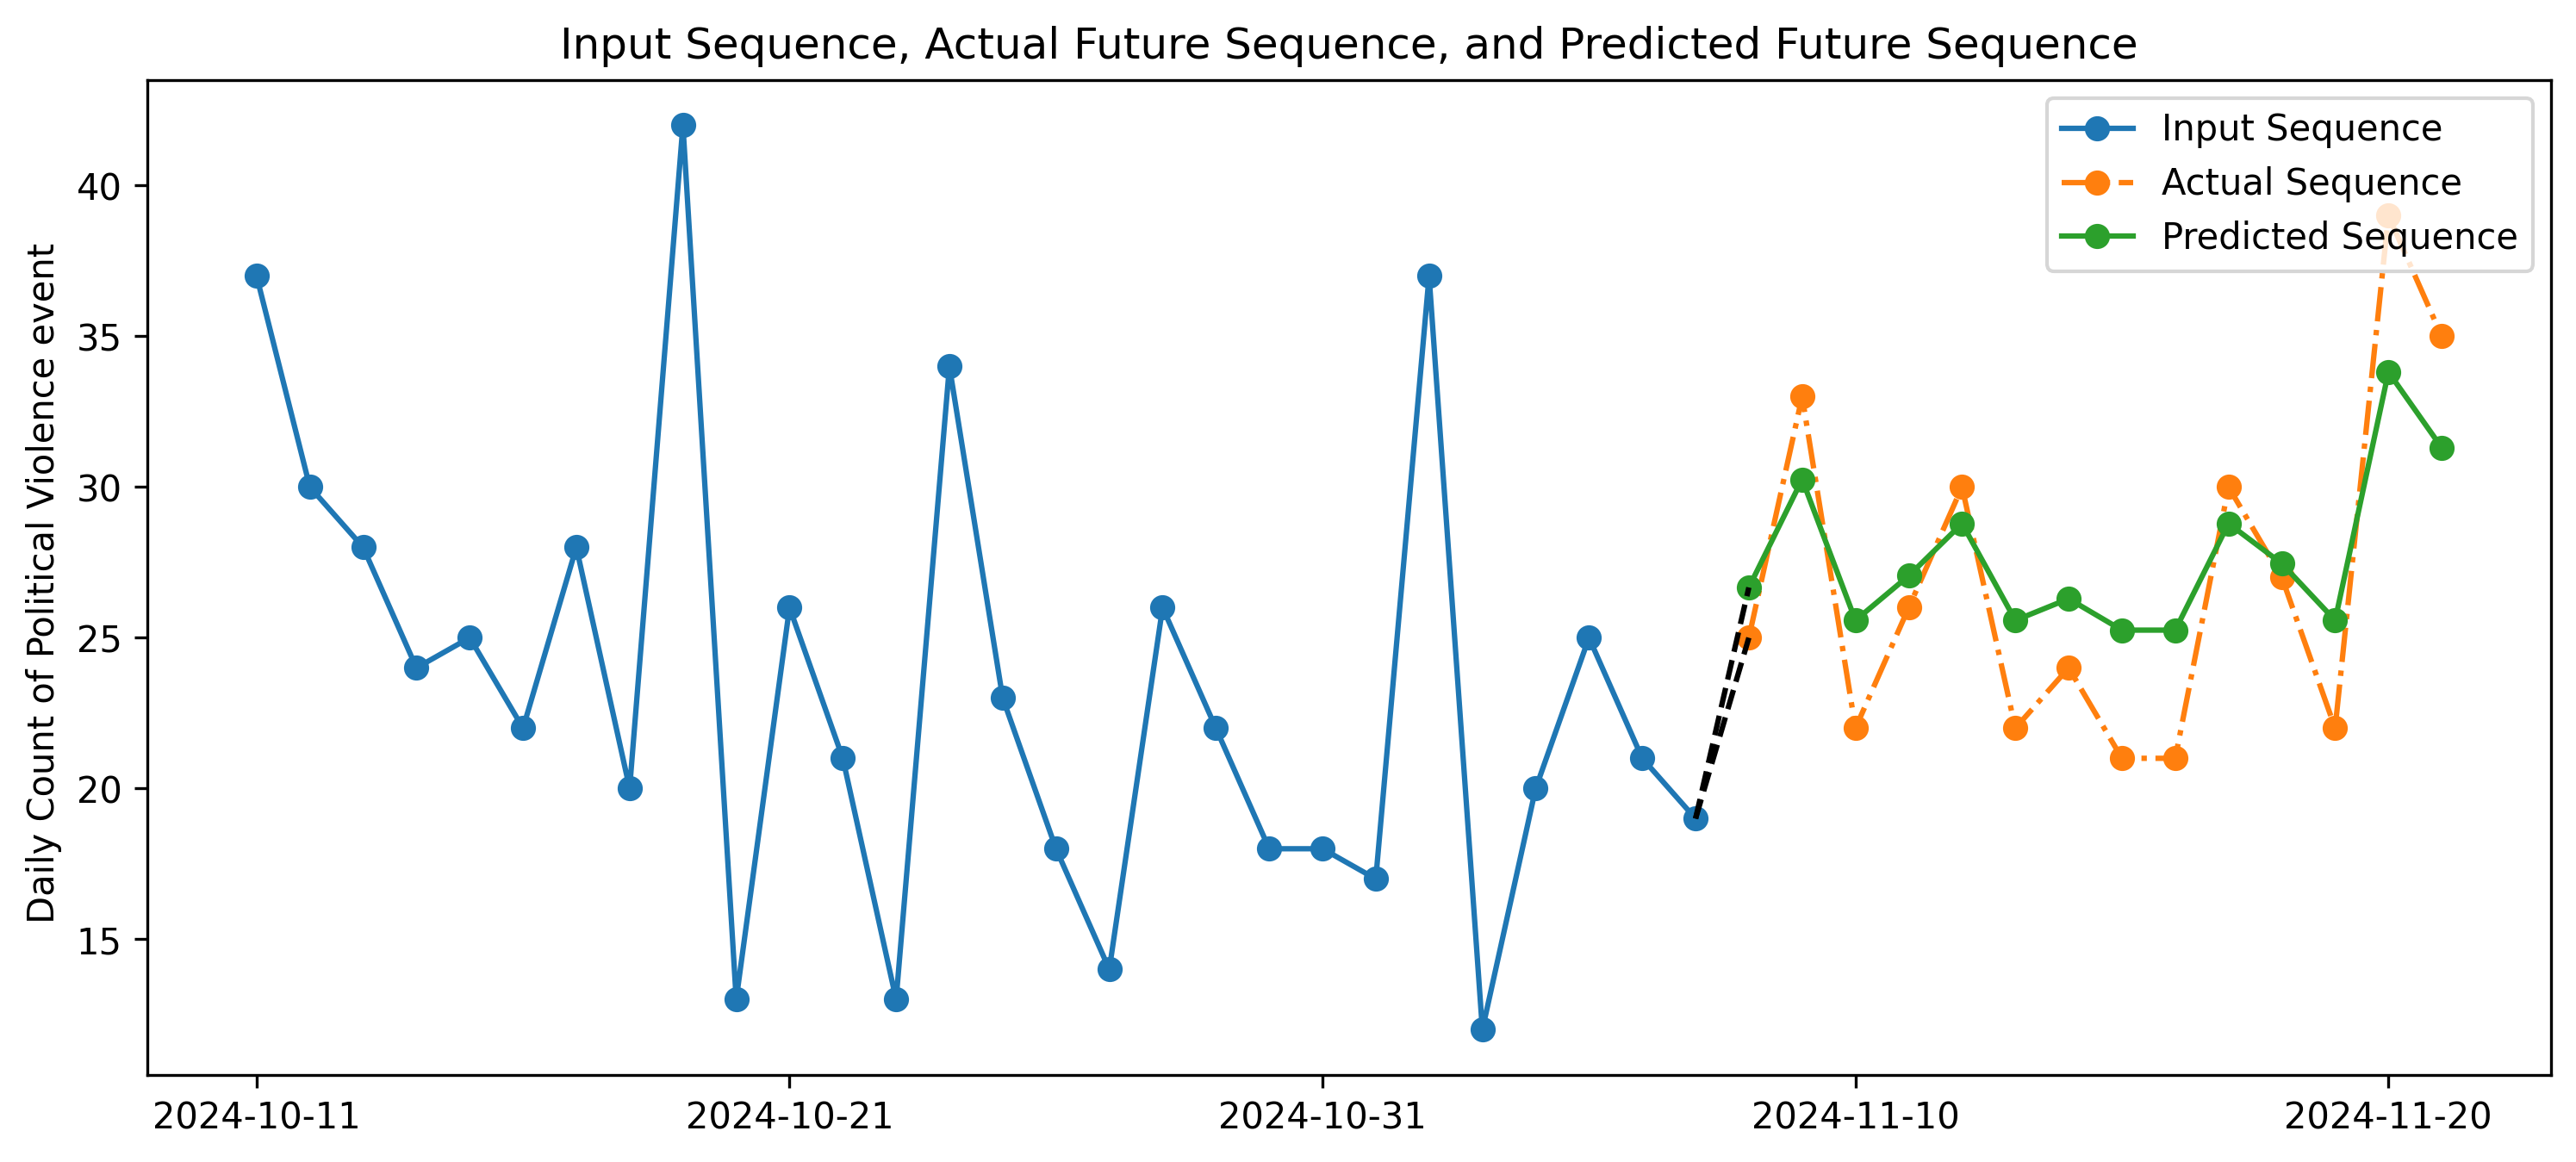 Input Sequence, Actual Future Sequence, and Predicted Future Sequence
Daily Count of Political Violence event
40
35
30
25
20
15
Input Sequence
Actual Sequence
Predicted Sequence
2024-10-11
2024-10-21
2024-10-31
2024-11-10
2024-11-20